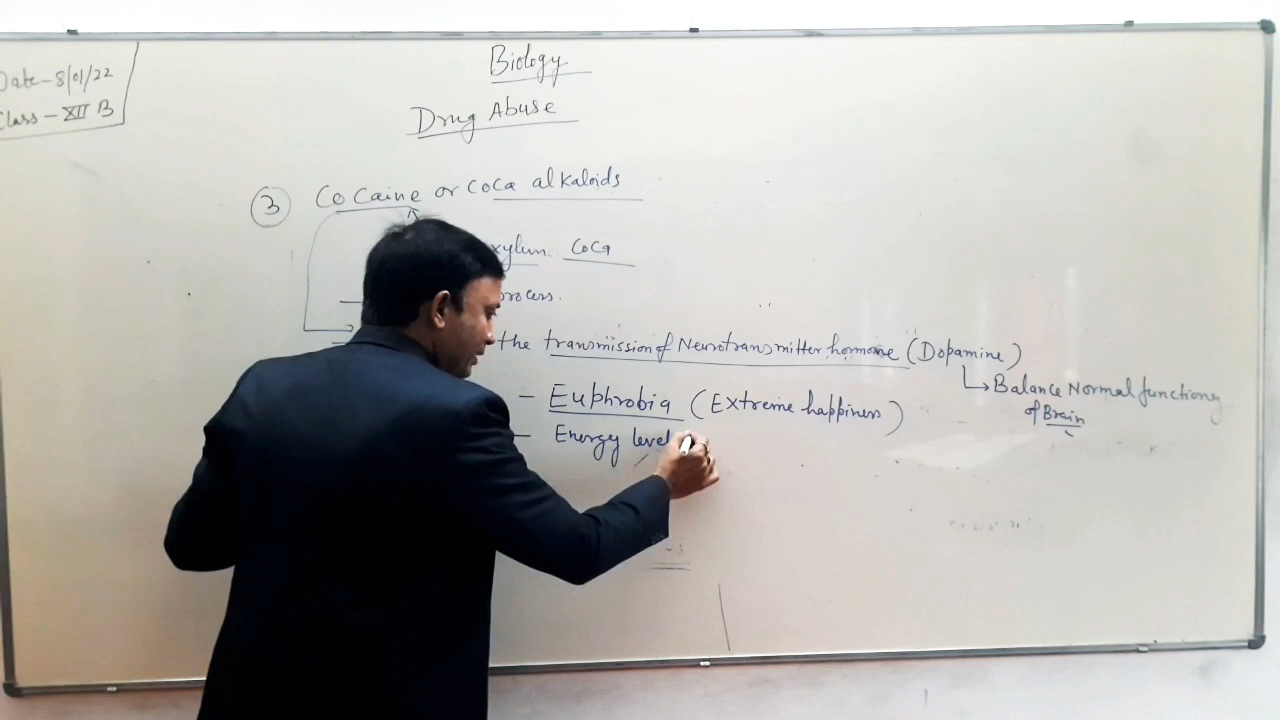 Date-8/01/22
Class - XII B
Biology
Drug Abuse
③ Cocaine or Coca alkaloids
xylum. Coca
process.
the transmission of Neurotransmitter hormone (Dopamine)
Balance Normal functioning
of Brain
- Euphrobia (Extreme happiness)
- Energy level